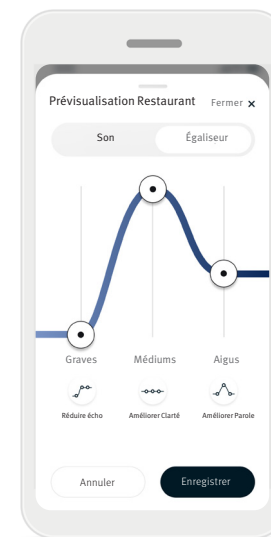 Prévisualisation Restaurant Fermer ×
Son Égaliseur
Graves Médiums Aigus
Réduire écho Améliorer Clarté Améliorer Parole
Annuler Enregistrer